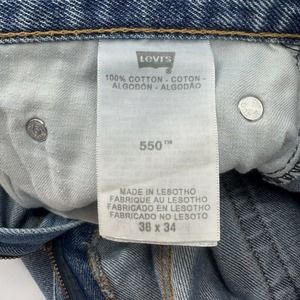 Levi's
100% COTTON - COTON -
ALGODÓN - ALGODÃO
550™
MADE IN LESOTHO
FABRIQUE AU LESOTHO
FABRICADO EN LESOTHO
FABRICADO NO LESOTHO
38 x 34